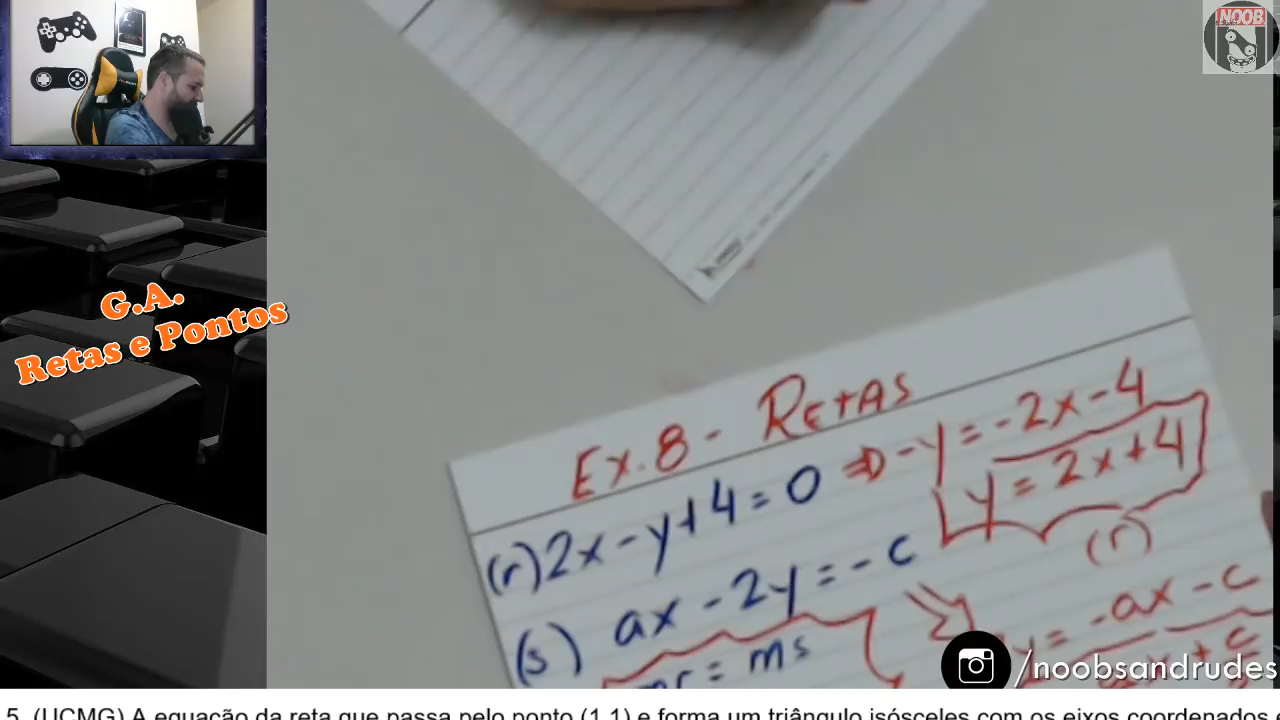 NOOB
G.A.
Retas e Pontos
Ex.8 - RETAS
(r) 2x - y + 4 = 0 ⇒ - y = -2x - 4
y = 2x + 4
(r)
(s) ax - 2y = - c
= -ax - c
= ms
/noobsandrudes
5. (UCMG) A equação da reta que passa pelo ponto (1,1) e forma um triângulo isósceles com os eixos coordenados